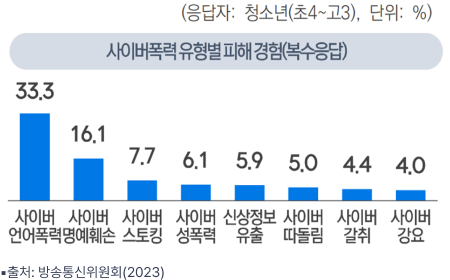 (응답자: 청소년(초4~고3), 단위: %)
사이버폭력 유형별 피해 경험(복수응답)
33.3
16.1
7.7
6.1
5.9
5.0
4.4
4.0
사이버 언어폭력
사이버 명예훼손
사이버 스토킹
사이버 성폭력
신상정보 유출
사이버 따돌림
사이버 갈취
사이버 강요
▪출처: 방송통신위원회(2023)